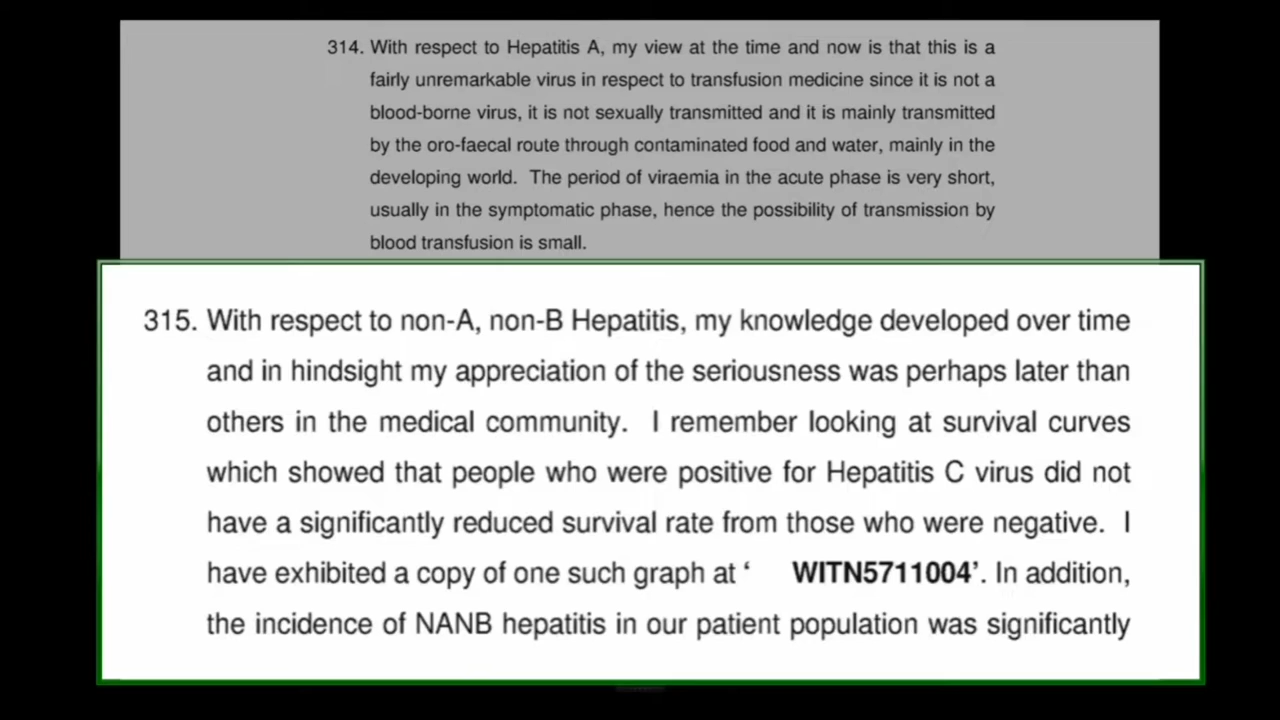 314. With respect to Hepatitis A, my view at the time and now is that this is a
fairly unremarkable virus in respect to transfusion medicine since it is not a
blood-borne virus, it is not sexually transmitted and it is mainly transmitted
by the oro-faecal route through contaminated food and water, mainly in the
developing world. The period of viraemia in the acute phase is very short,
usually in the symptomatic phase, hence the possibility of transmission by
blood transfusion is small.
315. With respect to non-A, non-B Hepatitis, my knowledge developed over time
and in hindsight my appreciation of the seriousness was perhaps later than
others in the medical community. I remember looking at survival curves
which showed that people who were positive for Hepatitis C virus did not
have a significantly reduced survival rate from those who were negative. I
have exhibited a copy of one such graph at ‘ WITN5711004’. In addition,
the incidence of NANB hepatitis in our patient population was significantly